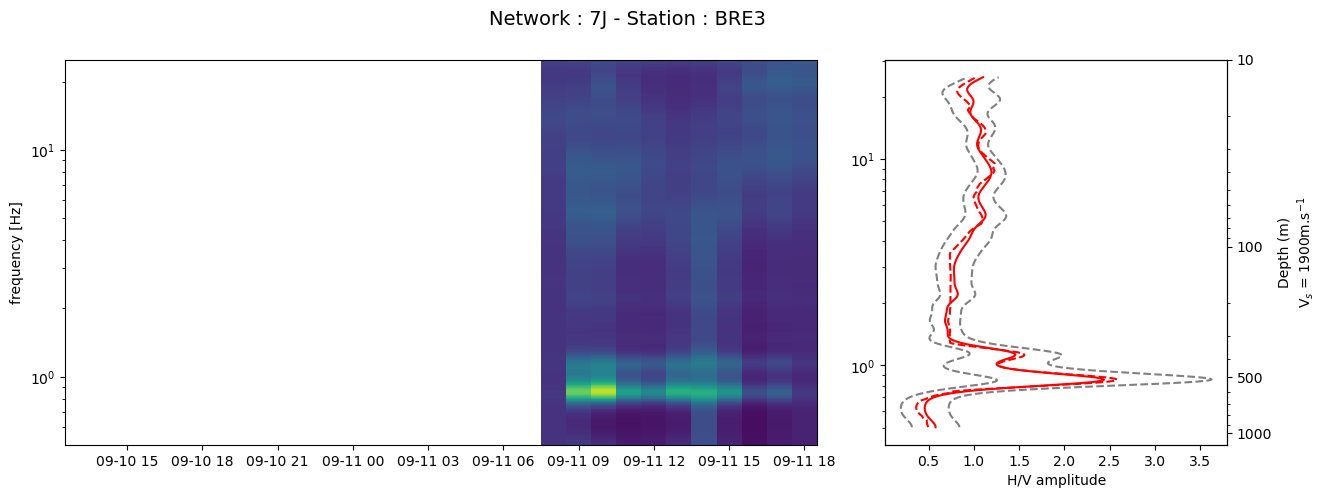 Network : 7J - Station : BRE3
frequency [Hz]
10¹
10⁰
09-10 15 09-10 18 09-10 21 09-11 00 09-11 03 09-11 06 09-11 09 09-11 12 09-11 15 09-11 18
10¹
10⁰
0.5 1.0 1.5 2.0 2.5 3.0 3.5
H/V amplitude
10
100
500
1000
Depth (m)
Vₛ = 1900m.s⁻¹